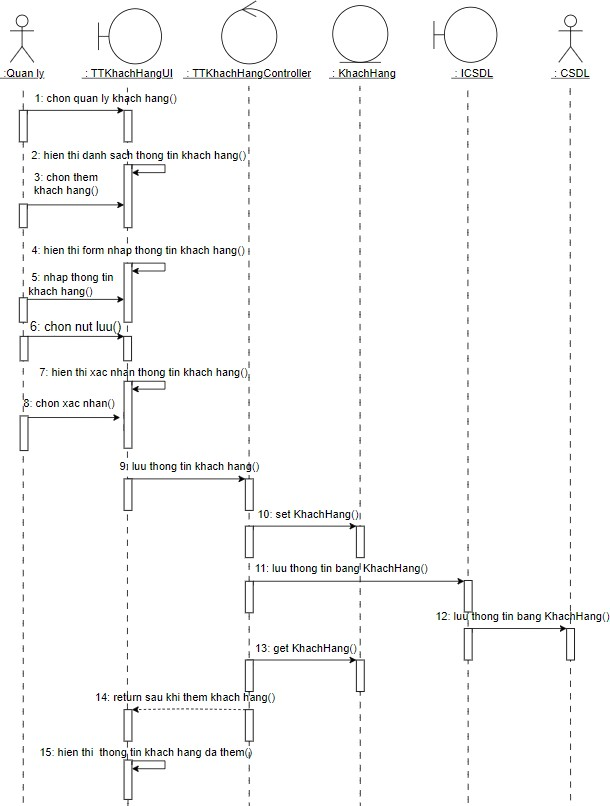 :Quan ly
: TTKhachHangUI
: TTKhachHangController
: KhachHang
: ICSDL
: CSDL
1: chon quan ly khach hang()
2: hien thi danh sach thong tin khach hang()
3: chon them
khach hang()
4: hien thi form nhap thong tin khach hang()
5: nhap thong tin
khach hang()
6: chon nut luu()
7: hien thi xac nhan thong tin khach hang()
8: chon xac nhan()
9: luu thong tin khach hang()
10: set KhachHang()
11: luu thong tin bang KhachHang()
12: luu thong tin bang KhachHang()
13: get KhachHang()
14: return sau khi them khach hang()
15: hien thi thong tin khach hang da them()